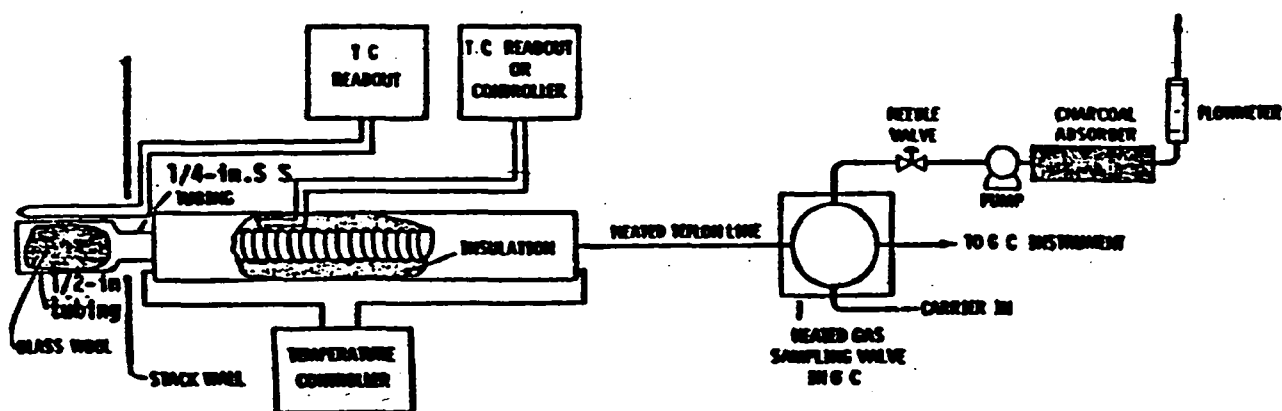 T C
READOUT
T.C READOUT
OR
CONTROLLER
1/4-in.S S
TUBING
INSULATION
1/2-in
tubing
GLASS WOOL
STACK WALL
TEMPERATURE
CONTROLLER
HEATED TEFLON LINE
NEEDLE
VALVE
PUMP
CHARCOAL
ADSORBER
FLOWMETER
TO G C INSTRUMENT
CARRIER IN
HEATED GAS
SAMPLING VALVE
IN G C